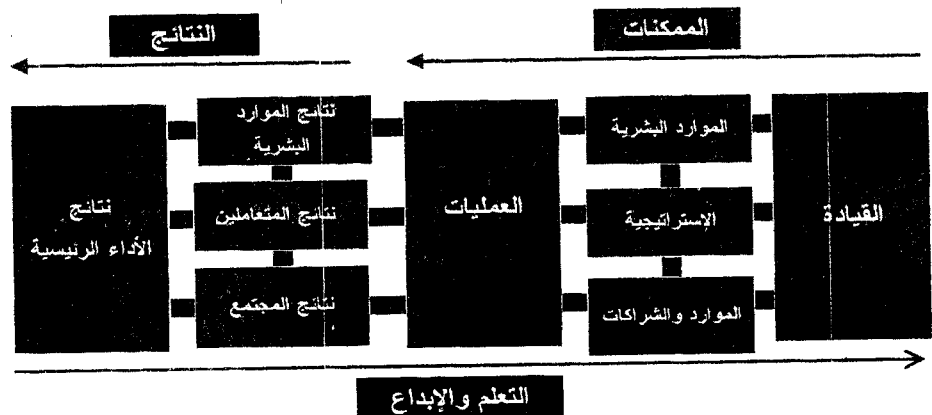 الممكنات
النتائج
القيادة
الموارد البشرية
الإستراتيجية
الموارد والشراكات
العمليات
نتائج الموارد
البشرية
نتائج المتعاملين
نتائج المجتمع
نتائج
الأداء الرئيسية
التعلم والإبداع